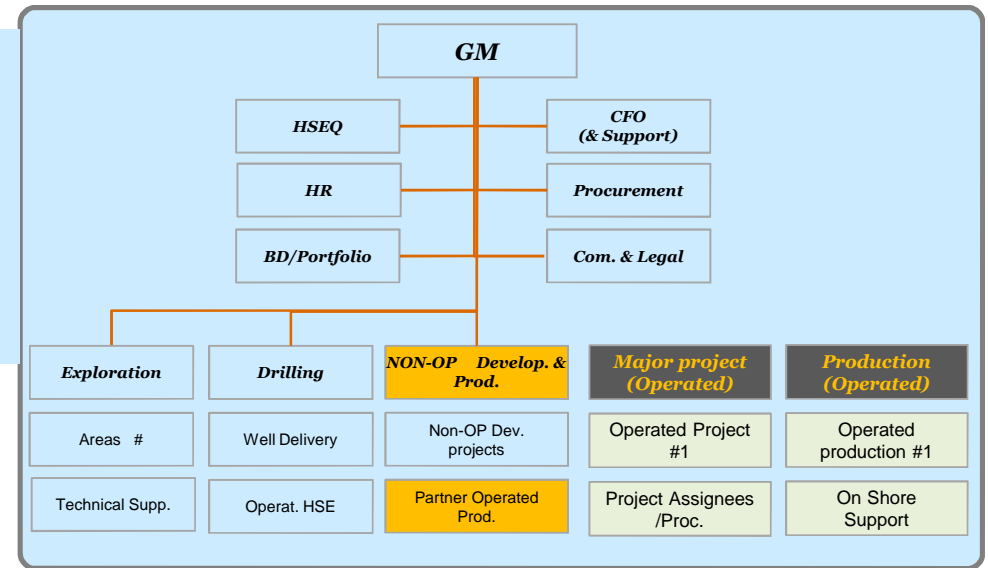 GM
HSEQ
CFO
(& Support)
HR
Procurement
BD/Portfolio
Com. & Legal
Exploration
Drilling
NON-OP Develop. &
Prod.
Major project
(Operated)
Production
(Operated)
Areas #
Well Delivery
Non-OP Dev.
projects
Operated Project
#1
Operated
production #1
Technical Supp.
Operat. HSE
Partner Operated
Prod.
Project Assignees
/Proc.
On Shore
Support